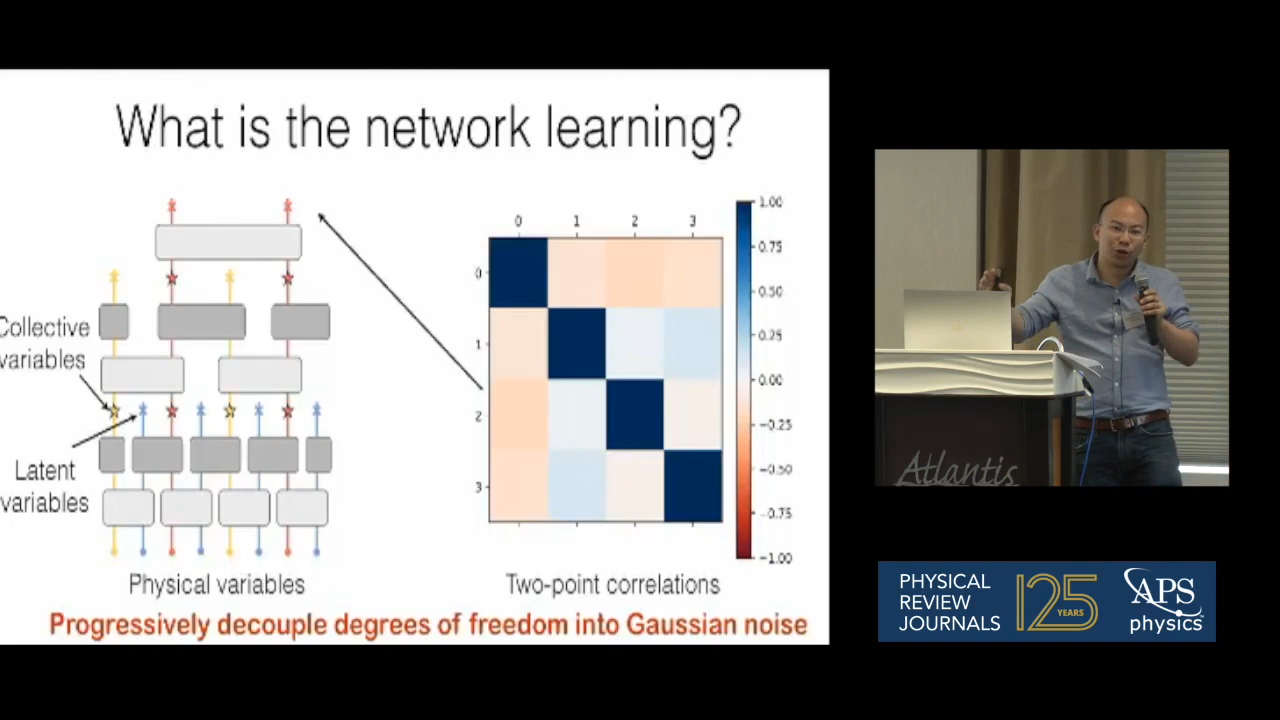 What is the network learning?
Collective
variables
Latent
variables
Physical variables
0 1 2 3
0
1
2
3
1.00
0.75
0.50
0.25
0.00
−0.25
−0.50
−0.75
−1.00
Two-point correlations
Progressively decouple degrees of freedom into Gaussian noise
Atlantis
PHYSICAL
REVIEW
JOURNALS
125
YEARS
APS
physics